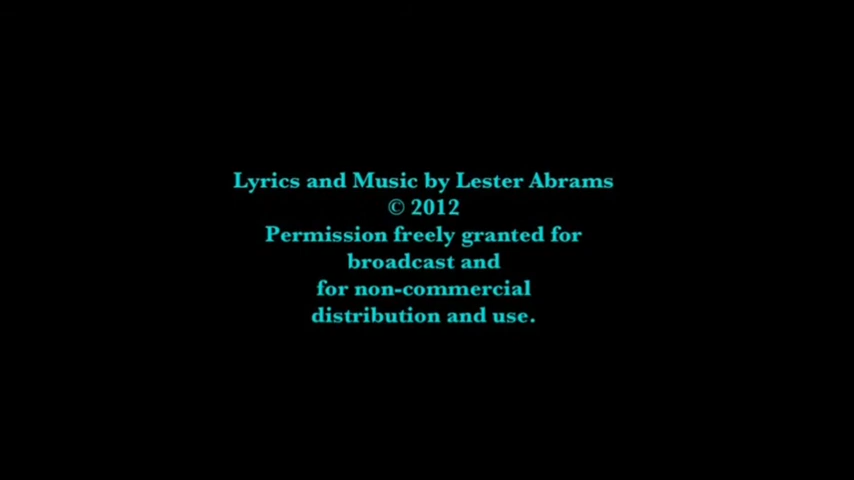 Lyrics and Music by Lester Abrams
© 2012
Permission freely granted for
broadcast and
for non-commercial
distribution and use.